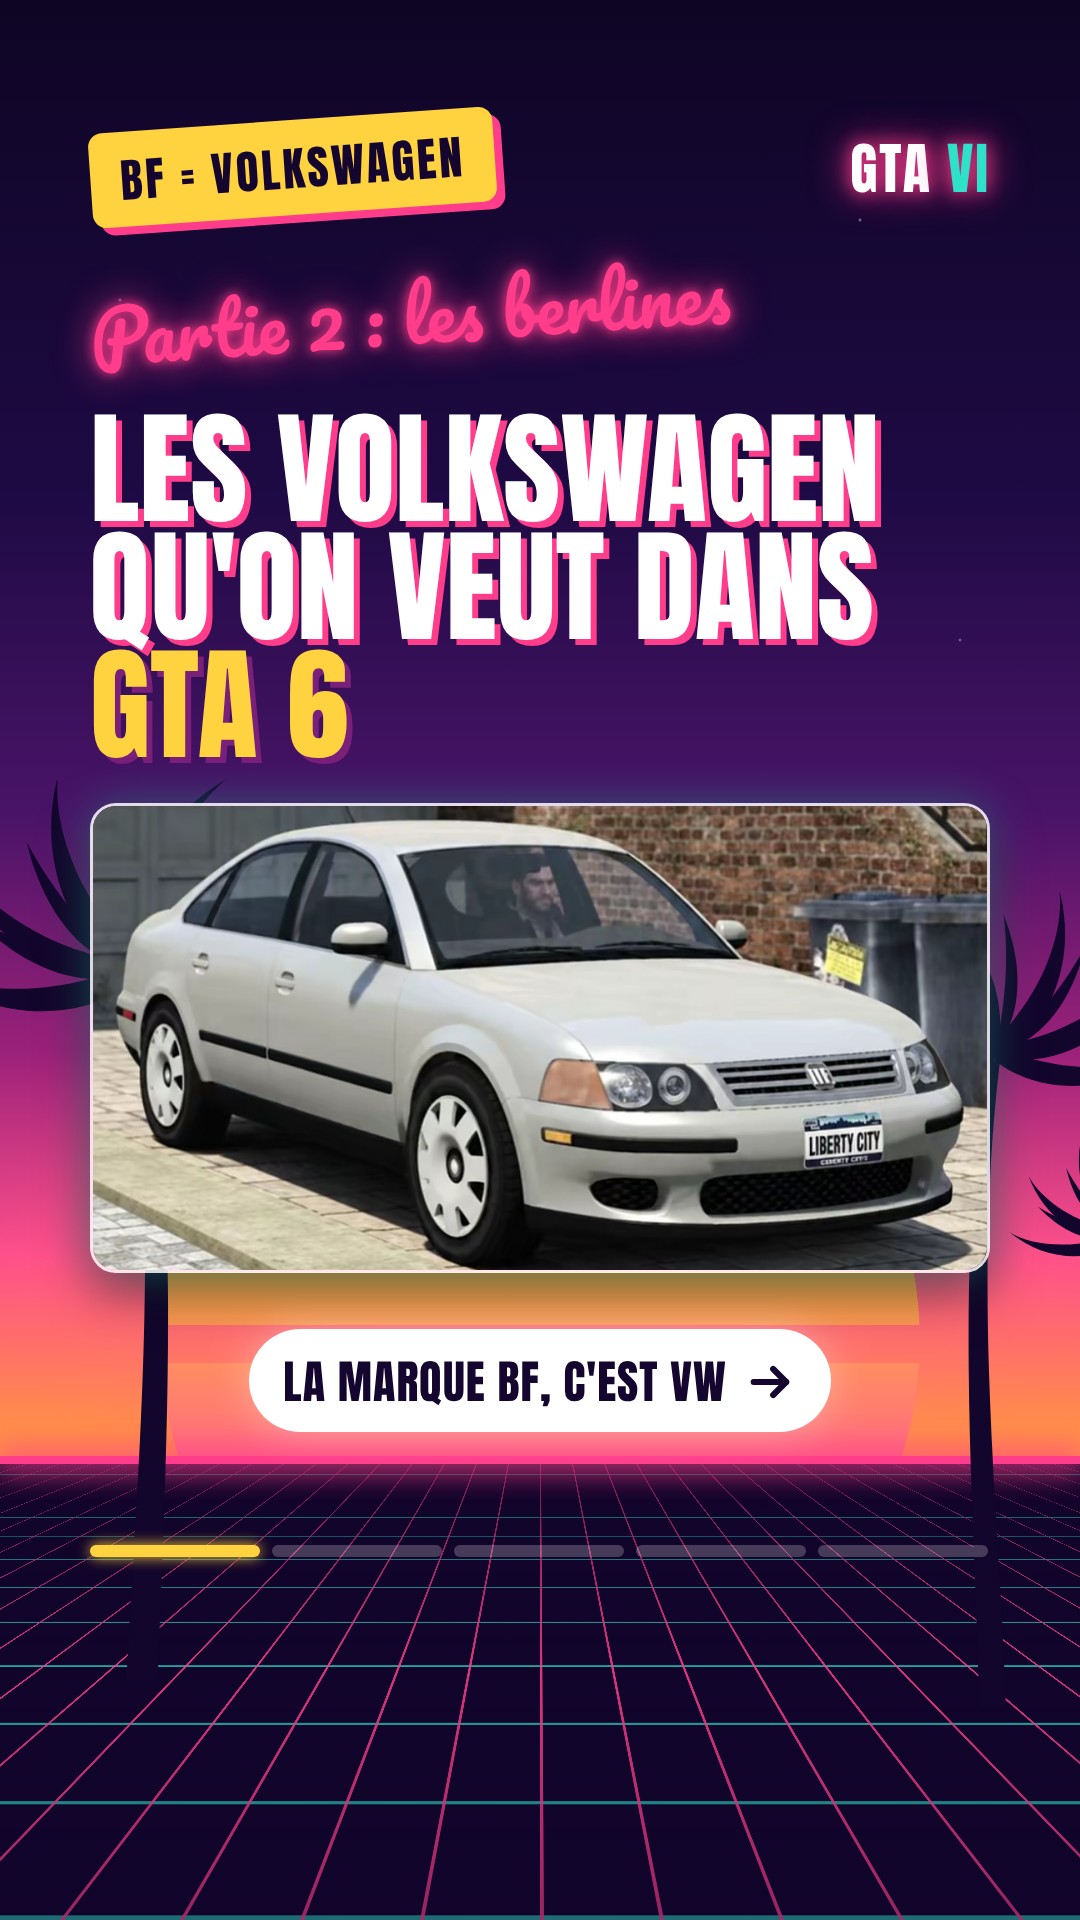 BF = VOLKSWAGEN
GTA VI
Partie 2 : les berlines
LES VOLKSWAGEN
QU'ON VEUT DANS
GTA 6
LIBERTY CITY
LA MARQUE BF, C'EST VW →